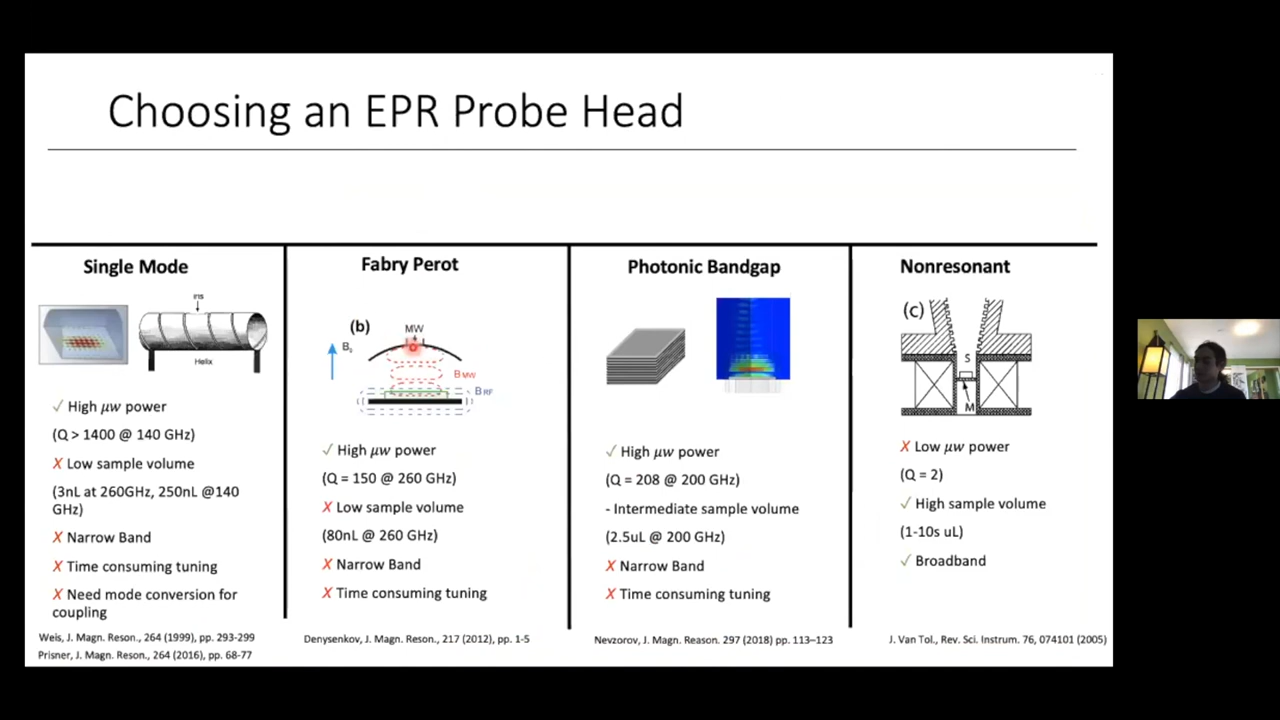 Choosing an EPR Probe Head
Single Mode
Iris
Helix
✓ High µw power
(Q > 1400 @ 140 GHz)
X Low sample volume
(3nL at 260GHz, 250nL @140
GHz)
X Narrow Band
X Time consuming tuning
X Need mode conversion for
coupling
Weis, J. Magn. Reson., 264 (1999), pp. 293-299
Prisner, J. Magn. Reson., 264 (2016), pp. 68-77
Fabry Perot
(b)
MW
B₀
B MW
B RF
✓ High µw power
(Q = 150 @ 260 GHz)
X Low sample volume
(80nL @ 260 GHz)
X Narrow Band
X Time consuming tuning
Denysenkov, J. Magn. Reson., 217 (2012), pp. 1-5
Photonic Bandgap
✓ High µw power
(Q = 208 @ 200 GHz)
- Intermediate sample volume
(2.5uL @ 200 GHz)
X Narrow Band
X Time consuming tuning
Nevzorov, J. Magn. Reason. 297 (2018) pp. 113–123
Nonresonant
(c)
S
M
X Low µw power
(Q = 2)
✓ High sample volume
(1-10s uL)
✓ Broadband
J. Van Tol., Rev. Sci. Instrum. 76, 074101 (2005)